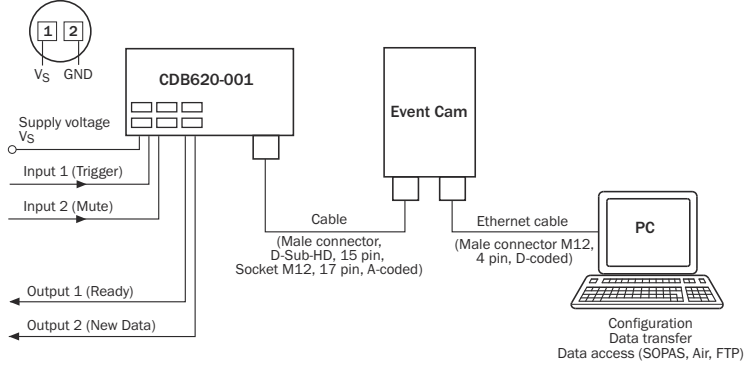 1 2
VS GND
CDB620-001
Supply voltage
VS
Input 1 (Trigger)
Input 2 (Mute)
Output 1 (Ready)
Output 2 (New Data)
Event Cam
Cable
(Male connector,
D-Sub-HD, 15 pin,
Socket M12, 17 pin, A-coded)
Ethernet cable
(Male connector M12,
4 pin, D-coded)
PC
Configuration
Data transfer
Data access (SOPAS, Air, FTP)